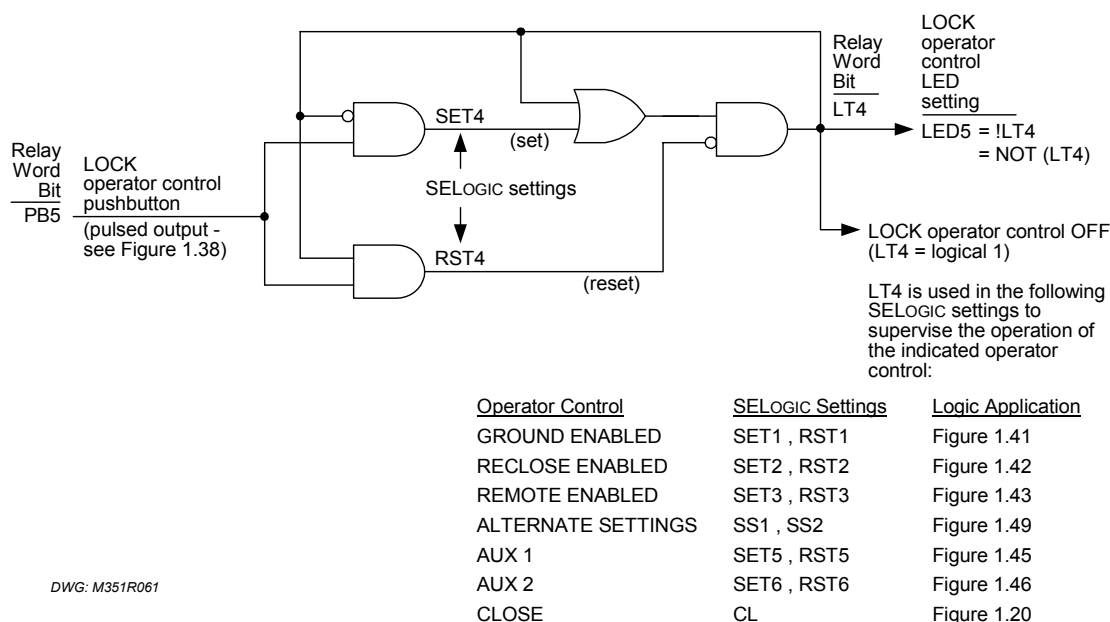 Relay
Word
Bit
PB5
LOCK
operator control
pushbutton
(pulsed output -
see Figure 1.38)
SET4
(set)
SELOGIC settings
RST4
(reset)
Relay
Word
Bit
LT4
LOCK
operator
control
LED
setting
LED5 = !LT4
= NOT (LT4)
LOCK operator control OFF
(LT4 = logical 1)
LT4 is used in the following
SELOGIC settings to
supervise the operation of
the indicated operator
control:
Operator Control SELOGIC Settings Logic Application
GROUND ENABLED SET1 , RST1 Figure 1.41
RECLOSE ENABLED SET2 , RST2 Figure 1.42
REMOTE ENABLED SET3 , RST3 Figure 1.43
ALTERNATE SETTINGS SS1 , SS2 Figure 1.49
AUX 1 SET5 , RST5 Figure 1.45
AUX 2 SET6 , RST6 Figure 1.46
CLOSE CL Figure 1.20
DWG: M351R061